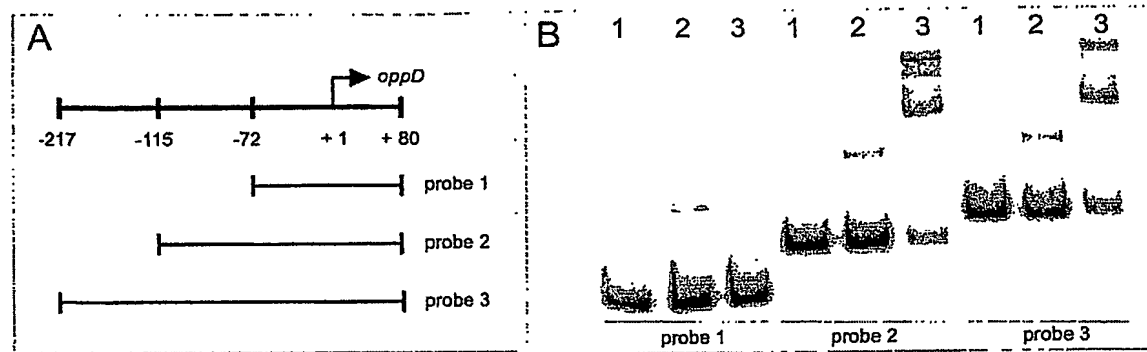 A
oppD
-217 -115 -72 + 1 + 80
probe 1
probe 2
probe 3
B
1 2 3 1 2 3 1 2 3
probe 1 probe 2 probe 3